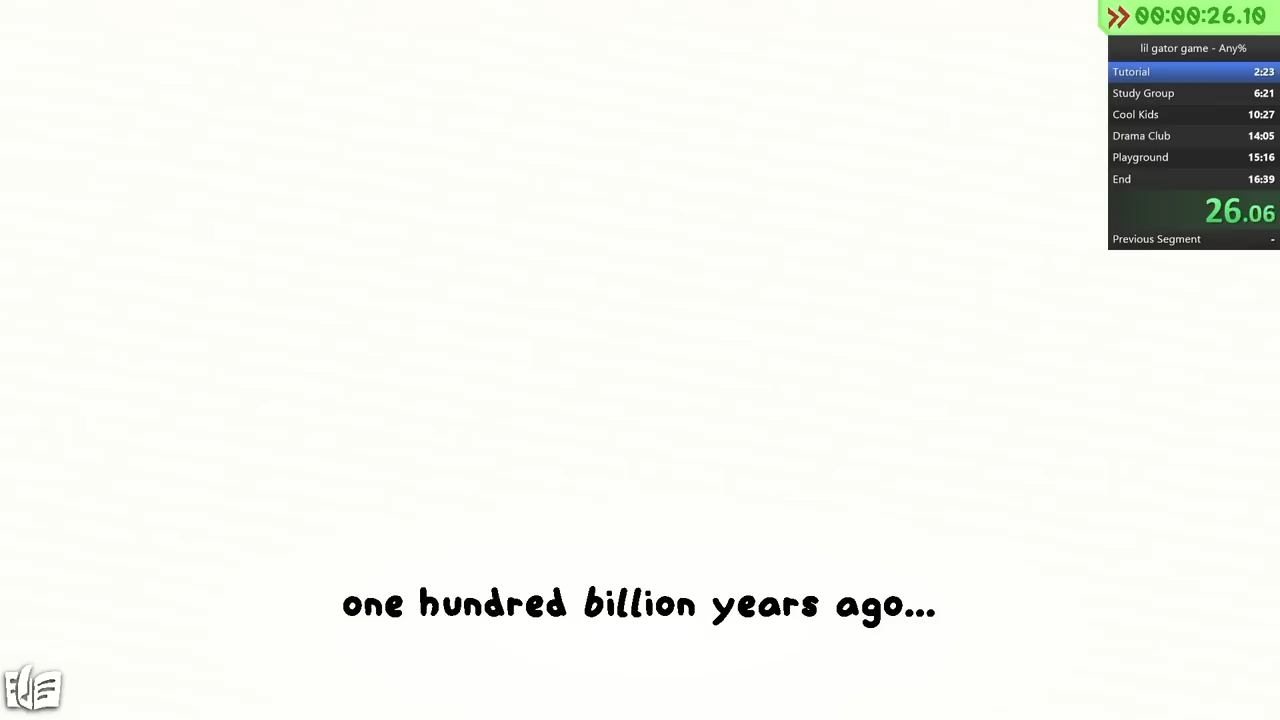 00:00:26.10
lil gator game - Any%
Tutorial 2:23
Study Group 6:21
Cool Kids 10:27
Drama Club 14:05
Playground 15:16
End 16:39
26.06
Previous Segment -
one hundred billion years ago...